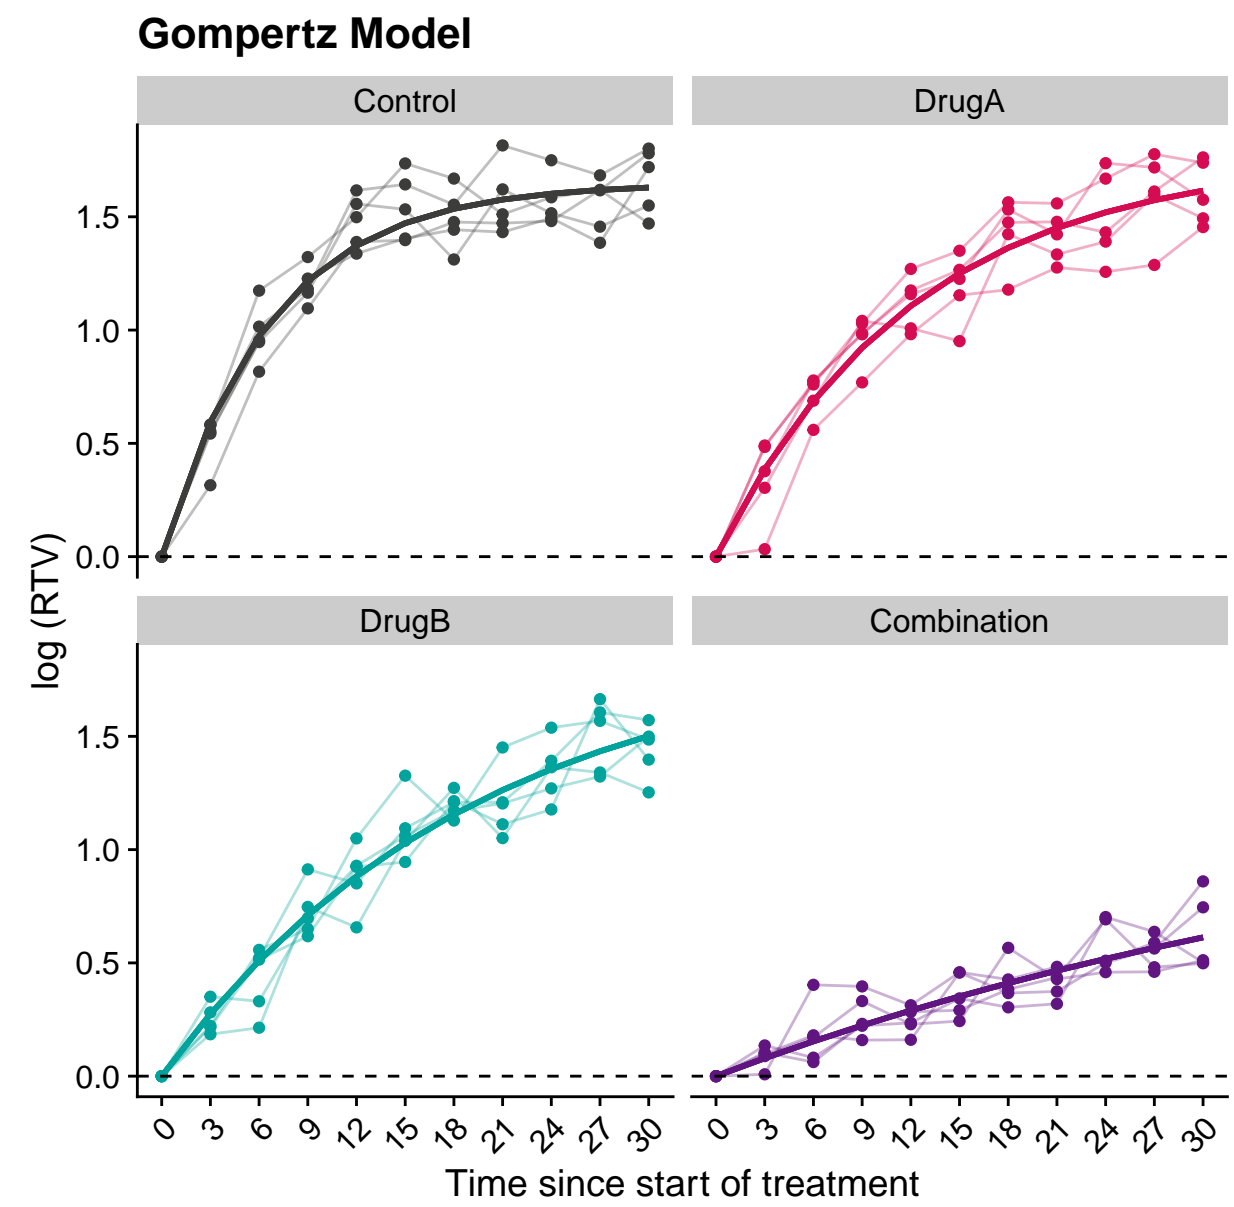 Gompertz Model
Control
DrugA
1.5
1.0
0.5
0.0
log (RTV)
DrugB
Combination
1.5
1.0
0.5
0.0
0 3 6 9 12 15 18 21 24 27 30
0 3 6 9 12 15 18 21 24 27 30
Time since start of treatment